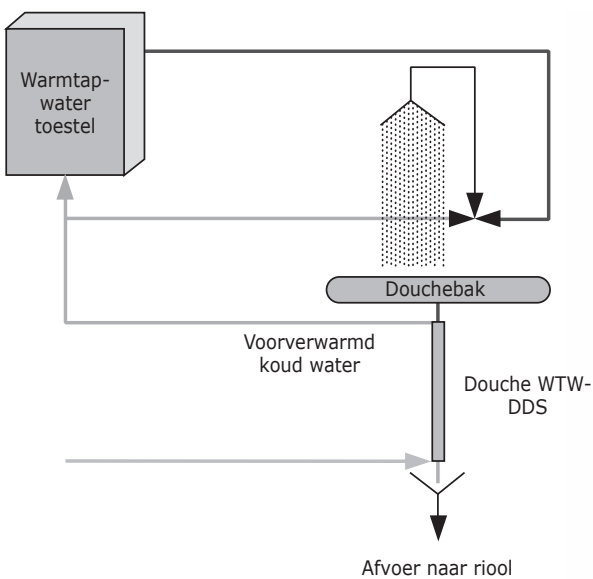 Warmtap-
water
toestel
Douchebak
Voorverwarmd
koud water
Douche WTW-
DDS
Afvoer naar riool